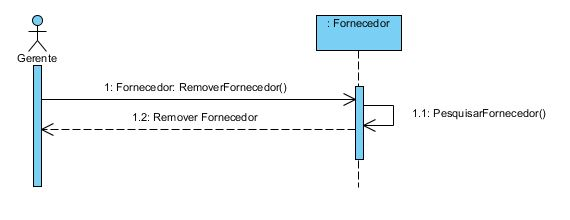 : Fornecedor
Gerente
1: Fornecedor: RemoverFornecedor()
1.1: PesquisarFornecedor()
1.2: Remover Fornecedor